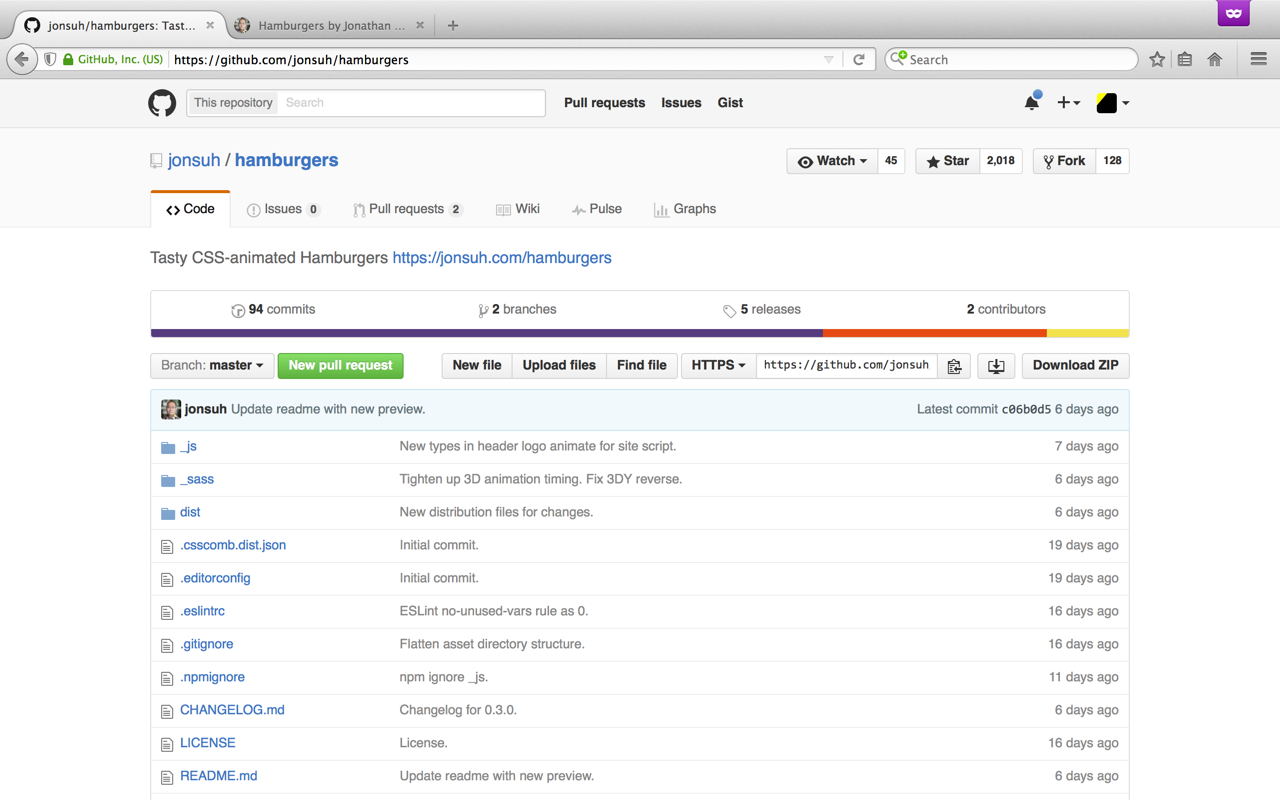 jonsuh/hamburgers: Tast...
Hamburgers by Jonathan ...
GitHub, Inc. (US)
https://github.com/jonsuh/hamburgers
Search
This repository
Search
Pull requests
Issues
Gist
jonsuh / hamburgers
Watch 45
Star 2,018
Fork 128
Code
Issues 0
Pull requests 2
Wiki
Pulse
Graphs
Tasty CSS-animated Hamburgers https://jonsuh.com/hamburgers
94 commits
2 branches
5 releases
2 contributors
Branch: master
New pull request
New file
Upload files
Find file
HTTPS
https://github.com/jonsuh
Download ZIP
jonsuh Update readme with new preview.
Latest commit c06b0d5 6 days ago
_js New types in header logo animate for site script. 7 days ago
_sass Tighten up 3D animation timing. Fix 3DY reverse. 6 days ago
dist New distribution files for changes. 6 days ago
.csscomb.dist.json Initial commit. 19 days ago
.editorconfig Initial commit. 19 days ago
.eslintrc ESLint no-unused-vars rule as 0. 16 days ago
.gitignore Flatten asset directory structure. 16 days ago
.npmignore npm ignore _js. 11 days ago
CHANGELOG.md Changelog for 0.3.0. 6 days ago
LICENSE License. 16 days ago
README.md Update readme with new preview. 6 days ago